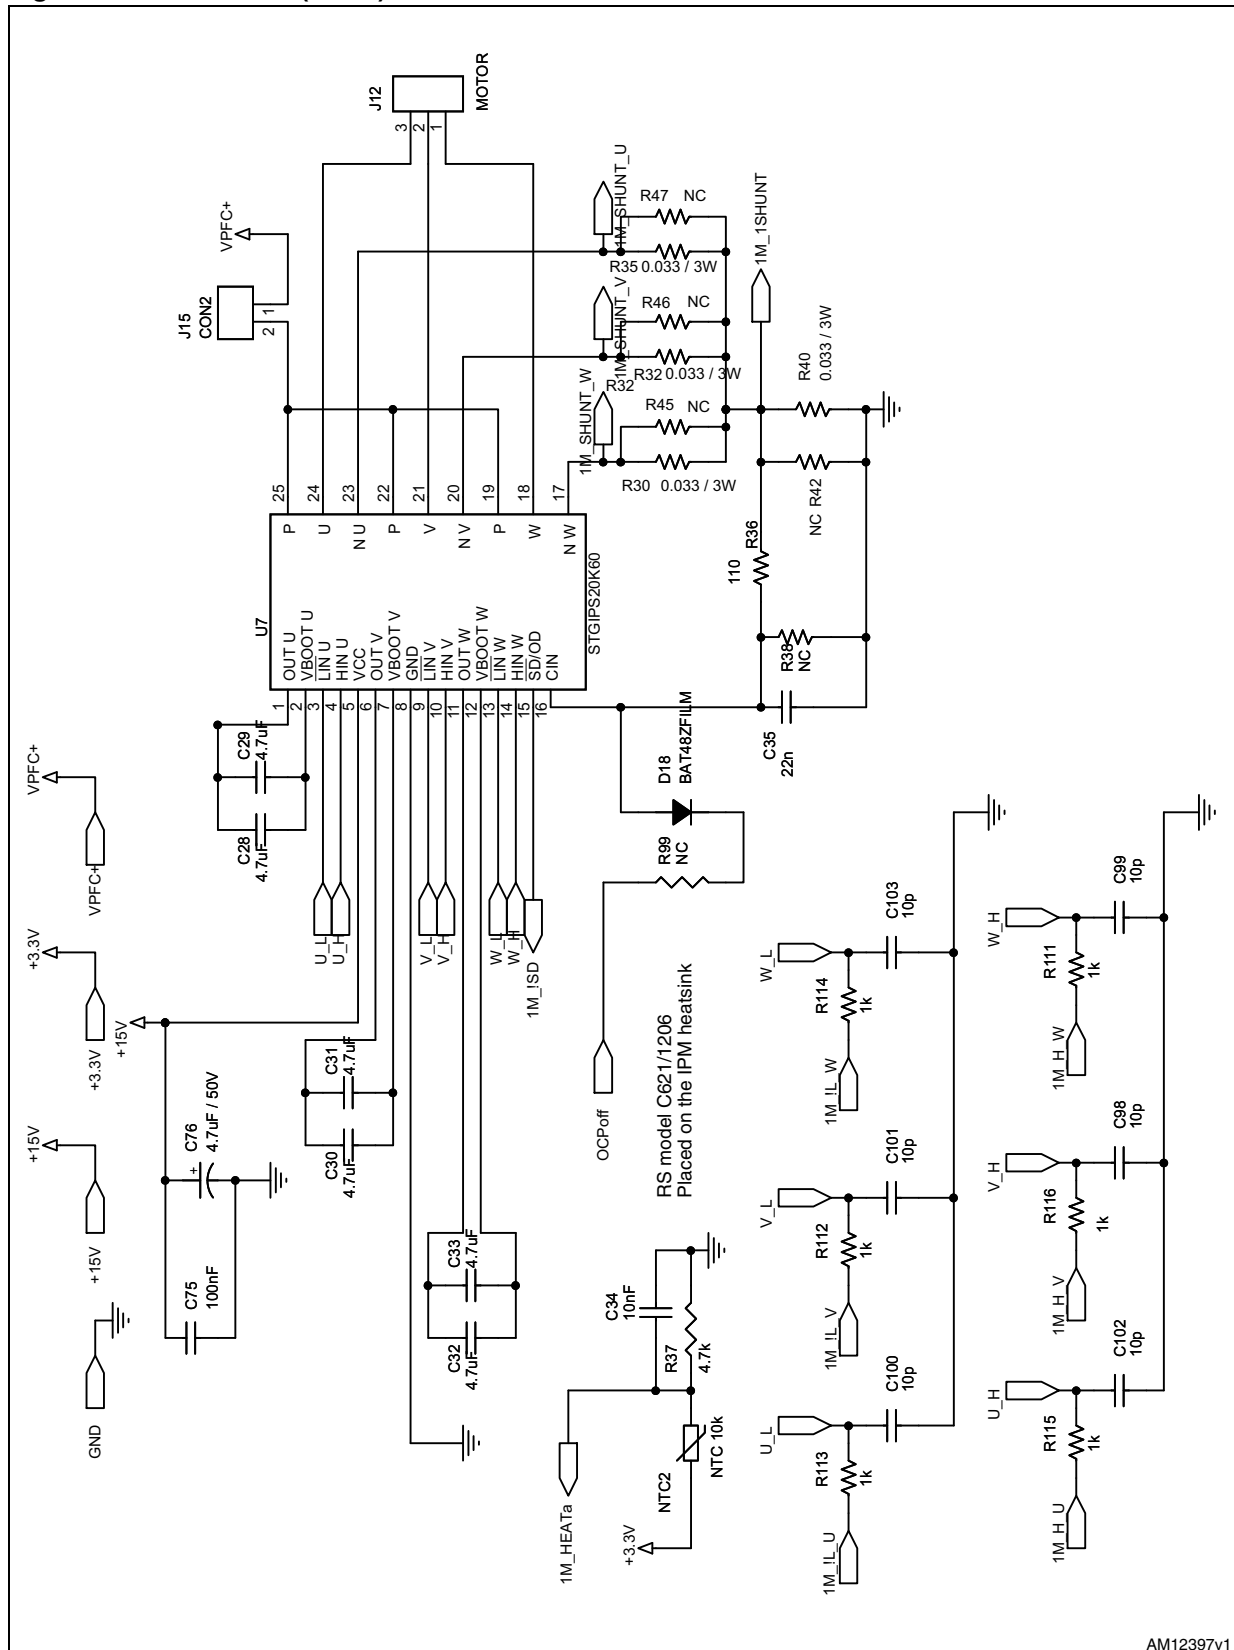 J12
MOTOR
3
2
1
VPFC+
J15
CON2
1
2
1M_SHUNT_U
R47 NC
R35 0.033 / 3W
1M_SHUNT_V
R46 NC
R32 0.033 / 3W
R32
1M_SHUNT_W
R45 NC
R30 0.033 / 3W
1M_1SHUNT
R40
0.033 / 3W
NC R42
R36
110
R38
NC
C35
22n
25
24
23
22
21
20
19
18
17
P
U
N U
P
V
N V
P
W
N W
U7
STGIPS20K60
OUT U
VBOOT U
LIN U
HIN U
VCC
OUT V
VBOOT V
GND
LIN V
HIN V
OUT W
VBOOT W
LIN W
HIN W
SD/OD
CIN
1
2
3
4
5
6
7
8
9
10
11
12
13
14
15
16
C29
4.7uF
C28
4.7uF
D18
BAT48ZFILM
R99
NC
OCPoff
U_L
U_H
V_L
V_H
W_L
W_H
1M_!SD
VPFC+
VPFC+
+3.3V
+3.3V
+15V
+15V
+15V
GND
C76
4.7uF / 50V
C75
100nF
C31
4.7uF
C30
4.7uF
C33
4.7uF
C32
4.7uF
RS model C621/1206
Placed on the IPM heatsink
C34
10nF
R37
4.7k
NTC2
NTC 10k
1M_HEATa
+3.3V
W_L
R114
1k
C103
10p
1M_!L_W
V_L
R112
1k
C101
10p
1M_!L_V
U_L
R113
1k
C100
10p
1M_!L_U
W_H
R111
1k
C99
10p
1M_H_W
V_H
R116
1k
C98
10p
1M_H_V
U_H
R115
1k
C102
10p
1M_H_U
AM12397v1